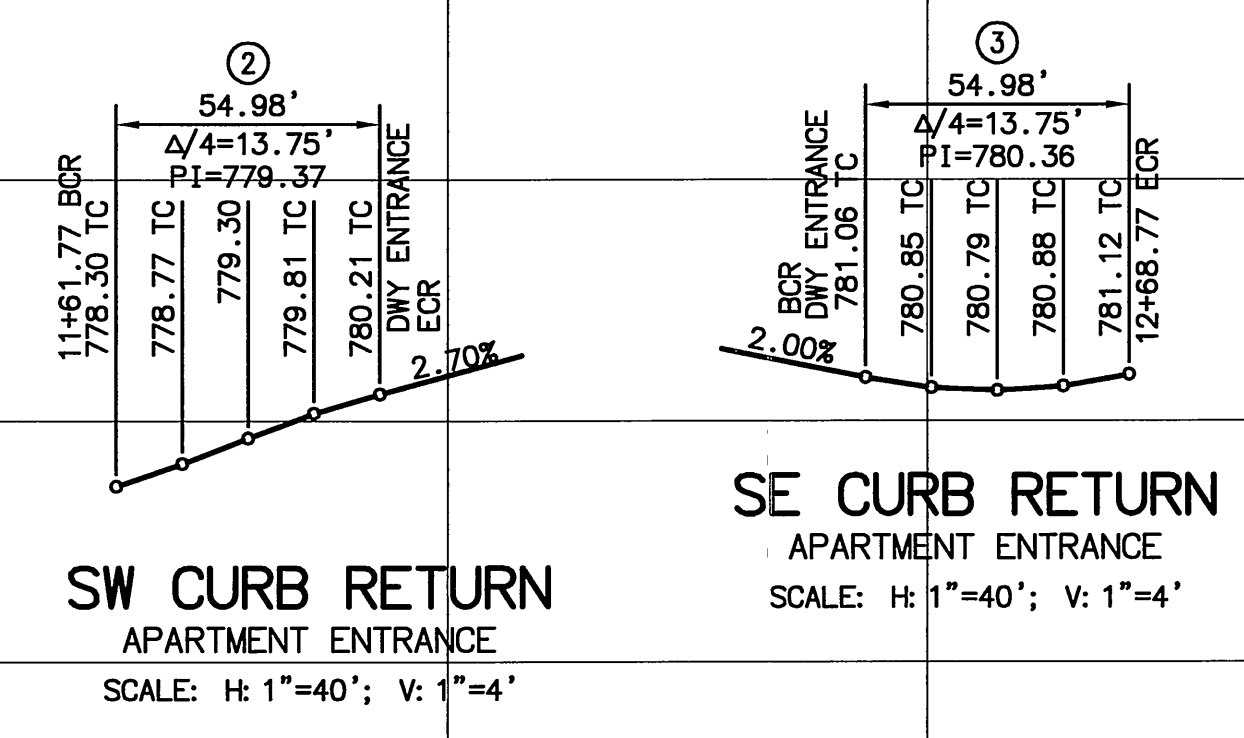 2
54.98'
Δ/4=13.75'
PI=779.37
11+61.77 BCR
778.30 TC
778.77 TC
779.30
779.81 TC
780.21 TC
DWY ENTRANCE
ECR
2.70%
SW CURB RETURN
APARTMENT ENTRANCE
SCALE: H: 1"=40'; V: 1"=4'
3
54.98'
Δ/4=13.75'
PI=780.36
BCR
DWY ENTRANCE
781.06 TC
780.85 TC
780.79 TC
780.88 TC
781.12 TC
12+68.77 ECR
2.00%
SE CURB RETURN
APARTMENT ENTRANCE
SCALE: H: 1"=40'; V: 1"=4'